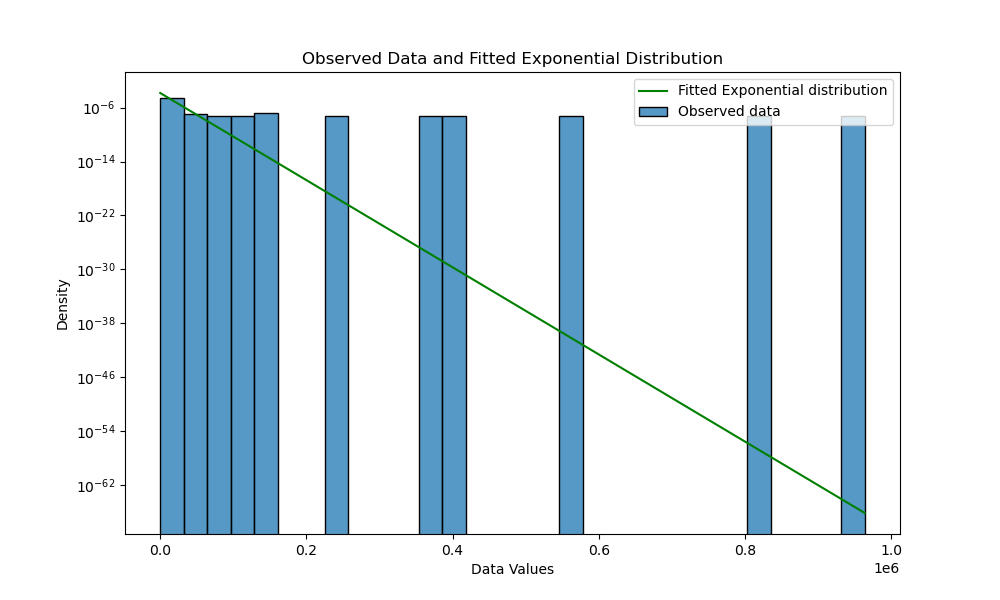 Observed Data and Fitted Exponential Distribution
Fitted Exponential distribution
Observed data
Density
10⁻⁶
10⁻¹⁴
10⁻²²
10⁻³⁰
10⁻³⁸
10⁻⁴⁶
10⁻⁵⁴
10⁻⁶²
0.0 0.2 0.4 0.6 0.8 1.0
1e6
Data Values